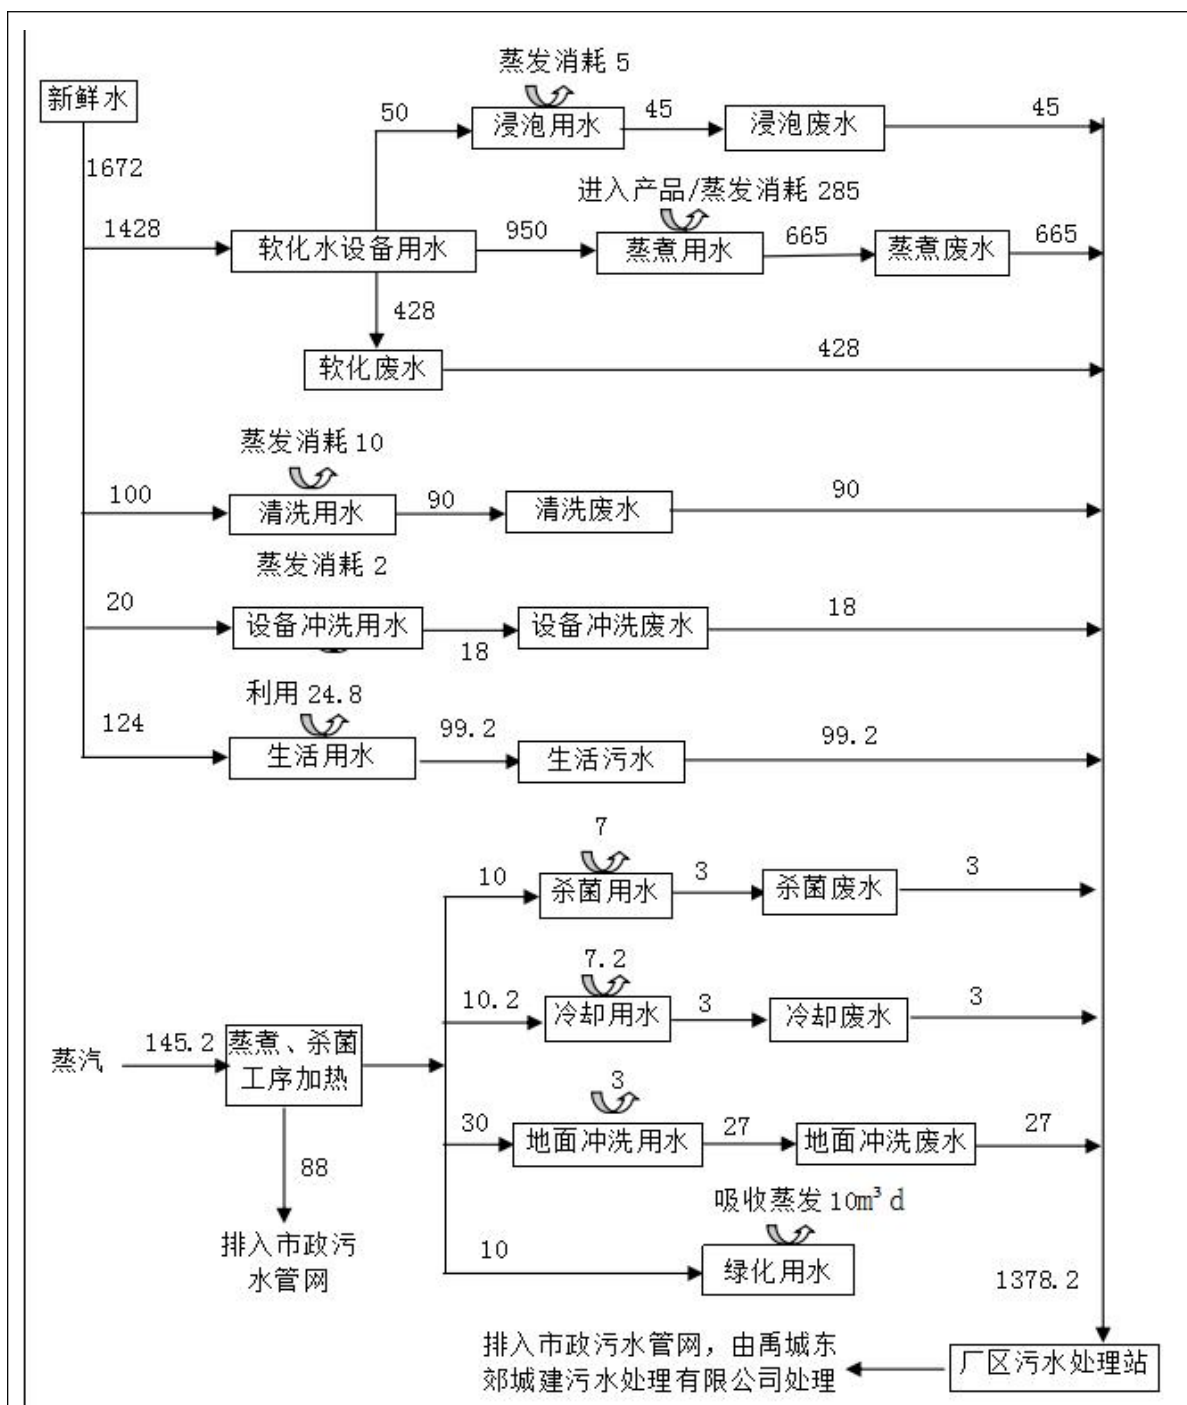 蒸发消耗 5
新鲜水
50
浸泡用水
45
浸泡废水
45
1672
进入产品/蒸发消耗 285
1428
软化水设备用水
950
蒸煮用水
665
蒸煮废水
665
428
软化废水
428
蒸发消耗 10
100
清洗用水
90
清洗废水
90
蒸发消耗 2
20
设备冲洗用水
18
设备冲洗废水
18
利用 24.8
124
生活用水
99.2
生活污水
99.2
7
10
杀菌用水
3
杀菌废水
3
7.2
10.2
冷却用水
3
冷却废水
3
蒸汽
145.2
蒸煮、杀菌
工序加热
3
30
地面冲洗用水
27
地面冲洗废水
27
88
吸收蒸发 10m³ d
排入市政污
水管网
10
绿化用水
1378.2
排入市政污水管网，由禹城东
郊城建污水处理有限公司处理
厂区污水处理站